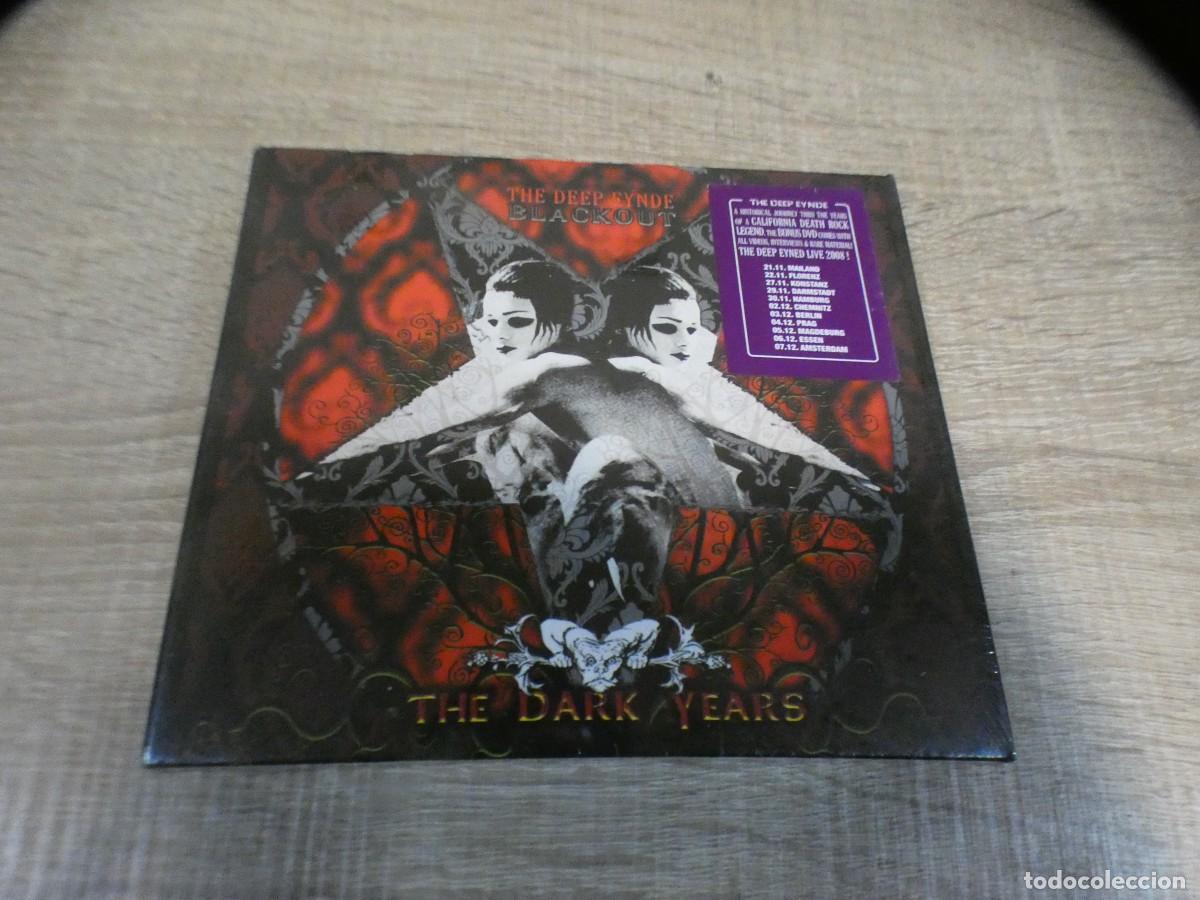 THE DEEP EYNDE
BLACKOUT
THE DEEP EYNDE
A HISTORICAL JOURNEY THRU THE YEARS
OF A CALIFORNIA DEATH ROCK
LEGEND. THE BONUS DVD COMES WITH
ALL VIDEOS, INTERVIEWS & RARE MATERIAL!
THE DEEP EYNED LIVE 2008 !
21.11. MAILAND
22.11. FLORENZ
27.11. KONSTANZ
29.11. DARMSTADT
30.11. HAMBURG
02.12. CHEMNITZ
03.12. BERLIN
04.12. PRAG
05.12. MAGDEBURG
06.12. ESSEN
07.12. AMSTERDAM
THE DARK YEARS
todocoleccion